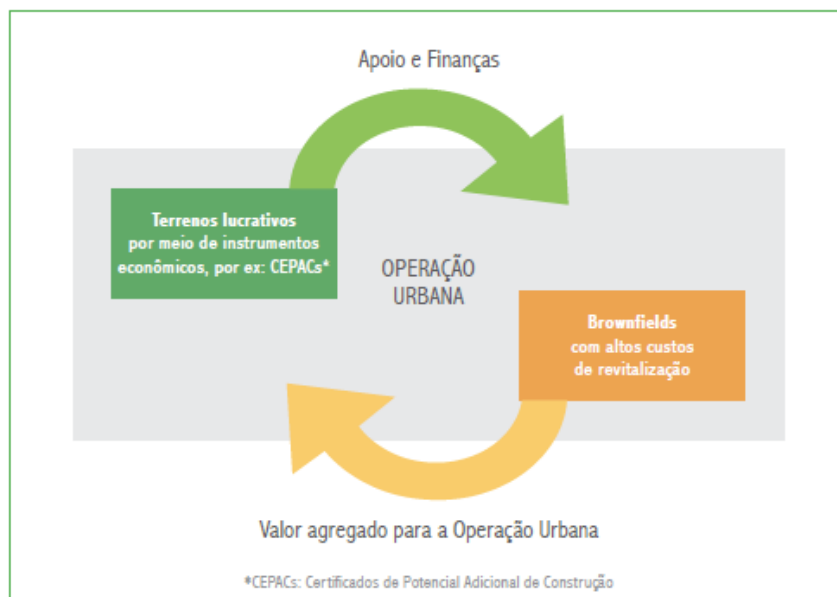 Apoio e Finanças
Terrenos lucrativos
por meio de instrumentos
econômicos, por ex: CEPACs*
OPERAÇÃO
URBANA
Brownfields
com altos custos
de revitalização
Valor agregado para a Operação Urbana
*CEPACs: Certificados de Potencial Adicional de Construção